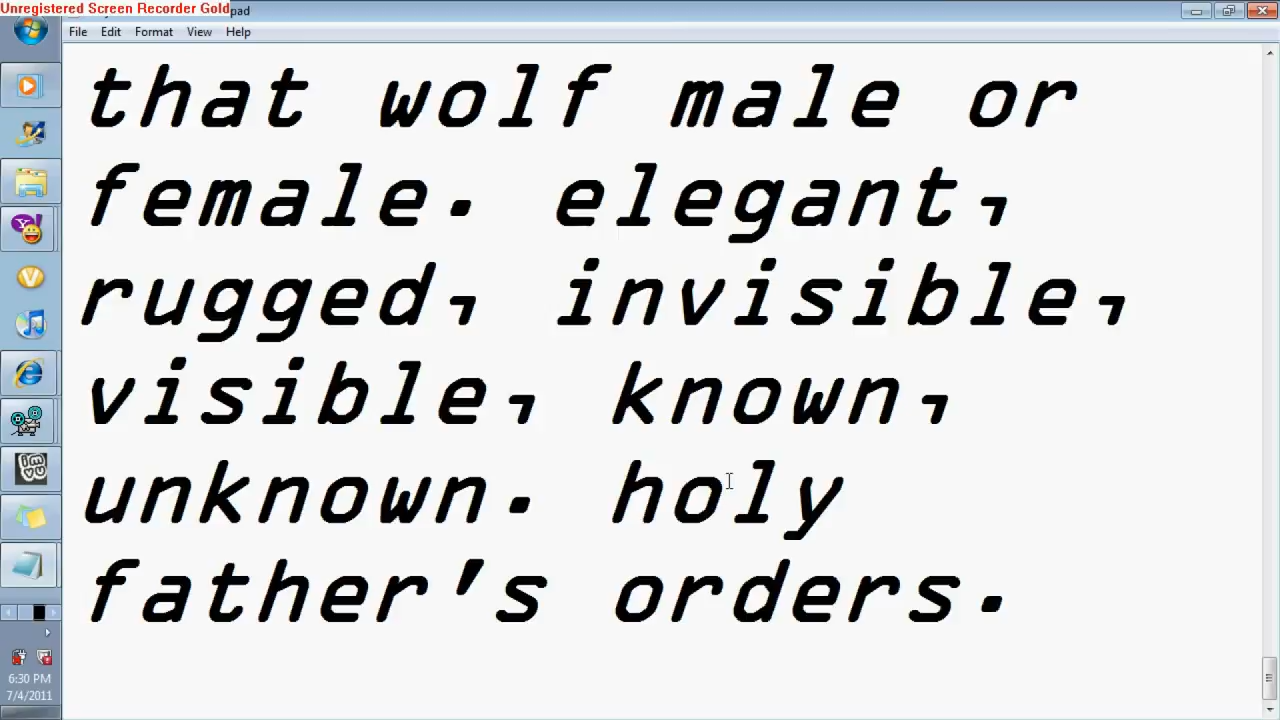 Unregistered Screen Recorder Gold
pad
File Edit Format View Help
that wolf male or
female. elegant,
rugged, invisible,
visible, known,
unknown. holy
father's orders.
6:30 PM
7/4/2011